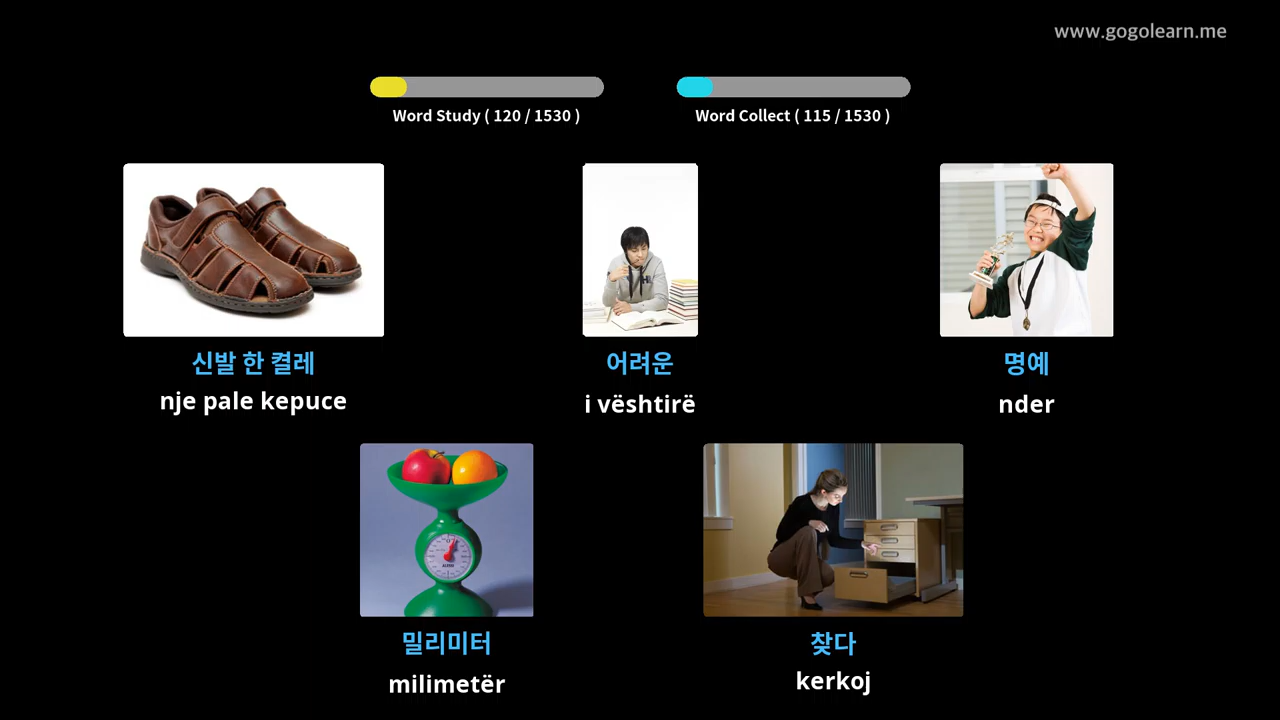 www.gogolearn.me
Word Study ( 120 / 1530 )
Word Collect ( 115 / 1530 )
신발 한 켤레
nje pale kepuce
어려운
i vështirë
명예
nder
밀리미터
milimetër
찾다
kerkoj